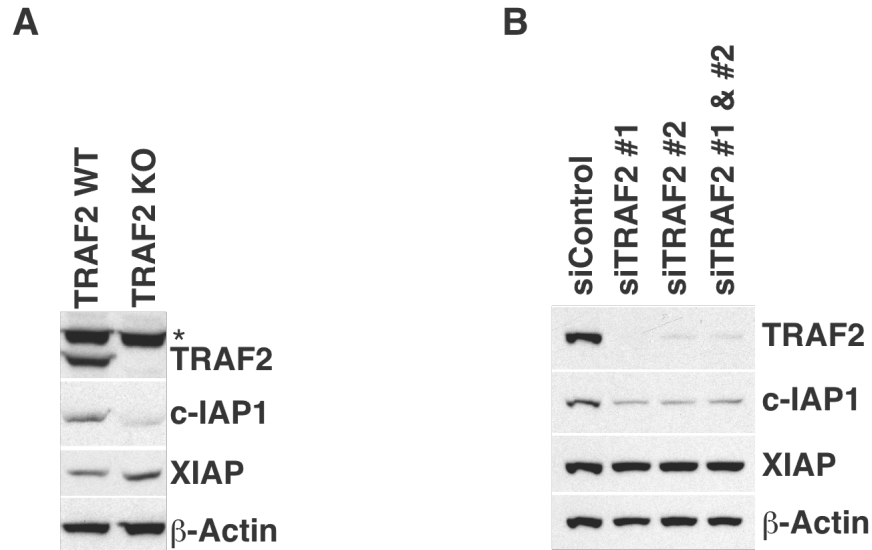 A
TRAF2 WT
TRAF2 KO
*
TRAF2
c-IAP1
XIAP
β-Actin
B
siControl
siTRAF2 #1
siTRAF2 #2
siTRAF2 #1 & #2
TRAF2
c-IAP1
XIAP
β-Actin